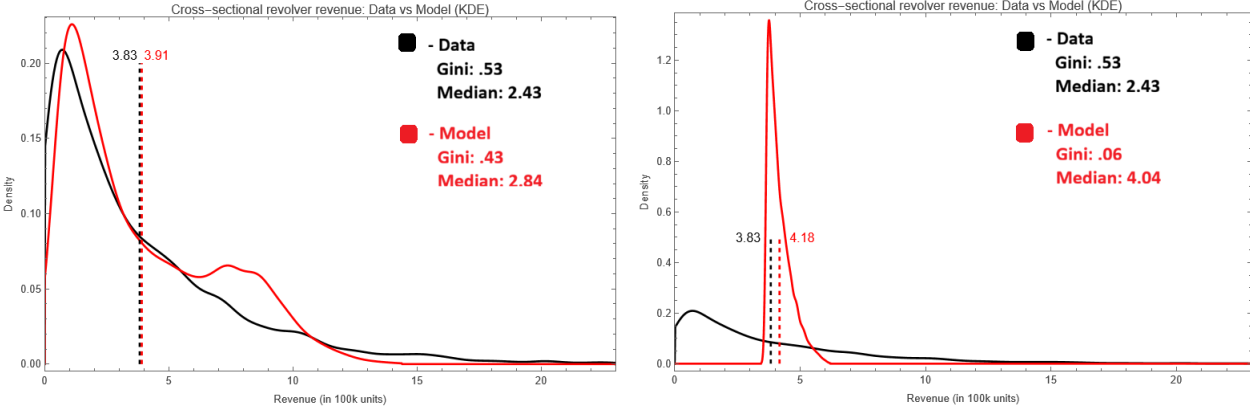 Cross-sectional revolver revenue: Data vs Model (KDE)
3.83 3.91
- Data
Gini: .53
Median: 2.43
- Model
Gini: .43
Median: 2.84
Density
0.20
0.15
0.10
0.05
0.00
0 5 10 15 20
Revenue (in 100k units)
Cross-sectional revolver revenue: Data vs Model (KDE)
- Data
Gini: .53
Median: 2.43
- Model
Gini: .06
Median: 4.04
3.83 4.18
Density
1.2
1.0
0.8
0.6
0.4
0.2
0.0
0 5 10 15 20
Revenue (in 100k units)